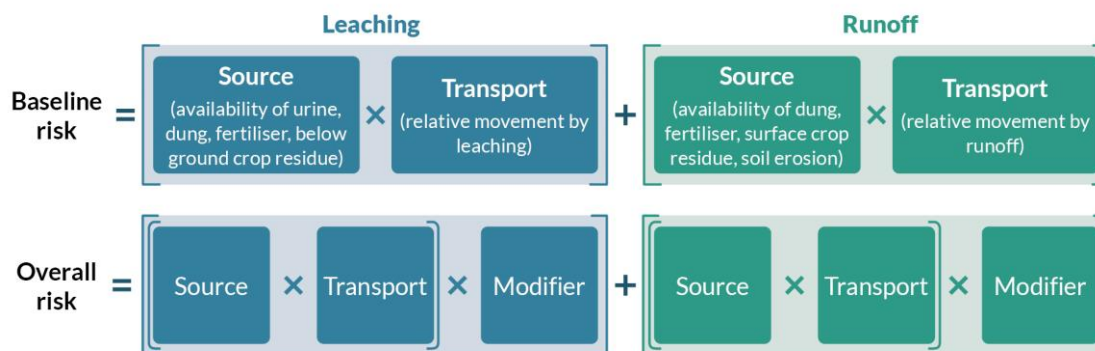 Leaching
Runoff
Baseline
risk
=
Source
(availability of urine,
dung, fertiliser, below
ground crop residue)
×
Transport
(relative movement by
leaching)
+
Source
(availability of dung,
fertiliser, surface crop
residue, soil erosion)
×
Transport
(relative movement by
runoff)
Overall
risk
=
Source
×
Transport
×
Modifier
+
Source
×
Transport
×
Modifier